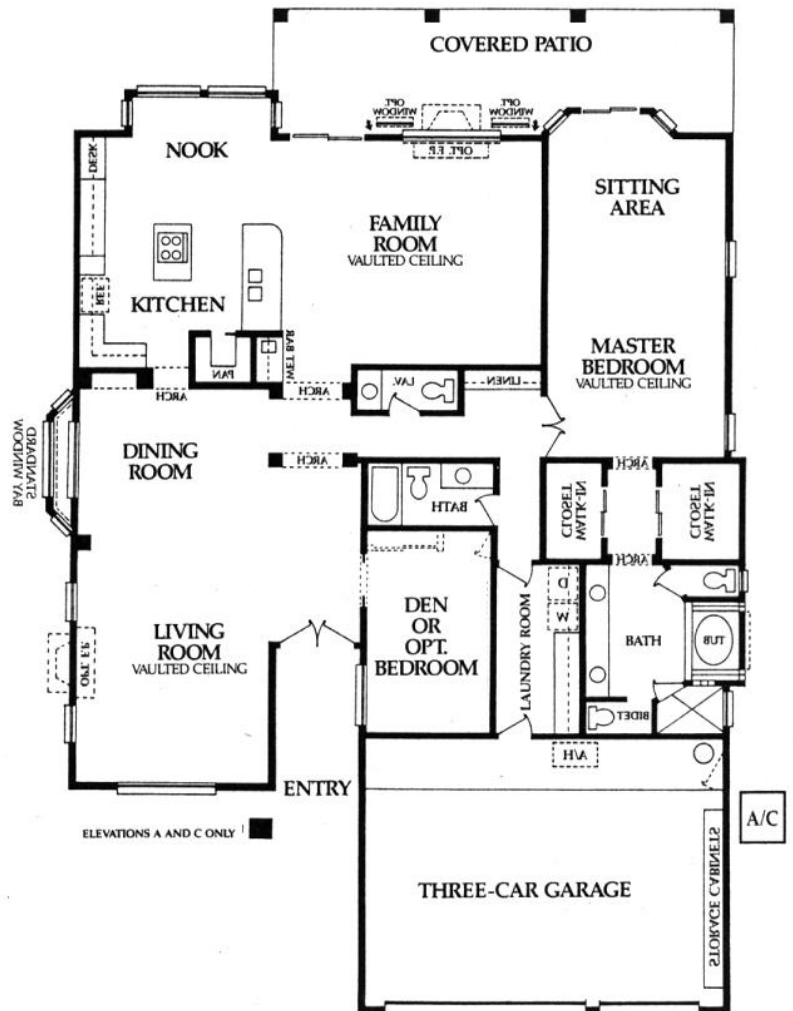 COVERED PATIO
OPT.
WINDOW
OPT.
WINDOW
OPT. F.P.
NOOK
DESK
SITTING
AREA
FAMILY
ROOM
VAULTED CEILING
REF.
KITCHEN
PAN
WET BAR
MASTER
BEDROOM
VAULTED CEILING
ARCH
ARCH
LAV.
LINEN
BAY WINDOW
STANDARD
DINING
ROOM
ARCH
ARCH
BATH
CLOSET
WALK-IN
CLOSET
WALK-IN
ARCH
DEN
OR
OPT.
BEDROOM
LAUNDRY ROOM
D
W
BATH
TUB
LIVING
ROOM
VAULTED CEILING
OPT. F.P.
BIDET
A/H
ENTRY
ELEVATIONS A AND C ONLY
A/C
THREE-CAR GARAGE
STORAGE CABINETS